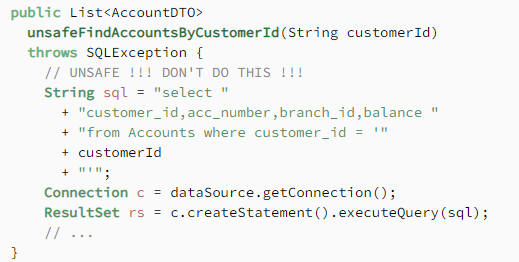 public List<AccountDTO>
  unsafeFindAccountsByCustomerId(String customerId)
  throws SQLException {
    // UNSAFE !!! DON'T DO THIS !!!
    String sql = "select "
      + "customer_id,acc_number,branch_id,balance "
      + "from Accounts where customer_id = '"
      + customerId
      + "'";
    Connection c = dataSource.getConnection();
    ResultSet rs = c.createStatement().executeQuery(sql);
    // ...
}